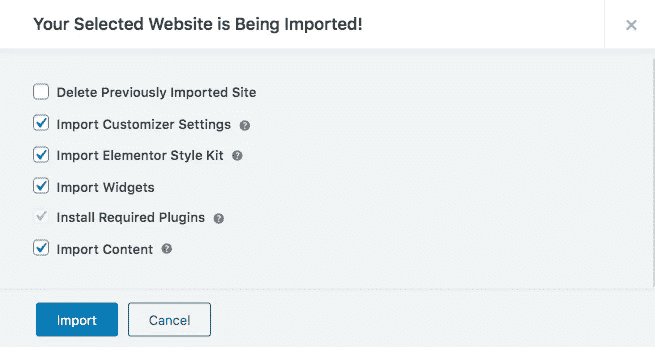 Your Selected Website is Being Imported!
Delete Previously Imported Site
Import Customizer Settings
Import Elementor Style Kit
Import Widgets
Install Required Plugins
Import Content
Import
Cancel